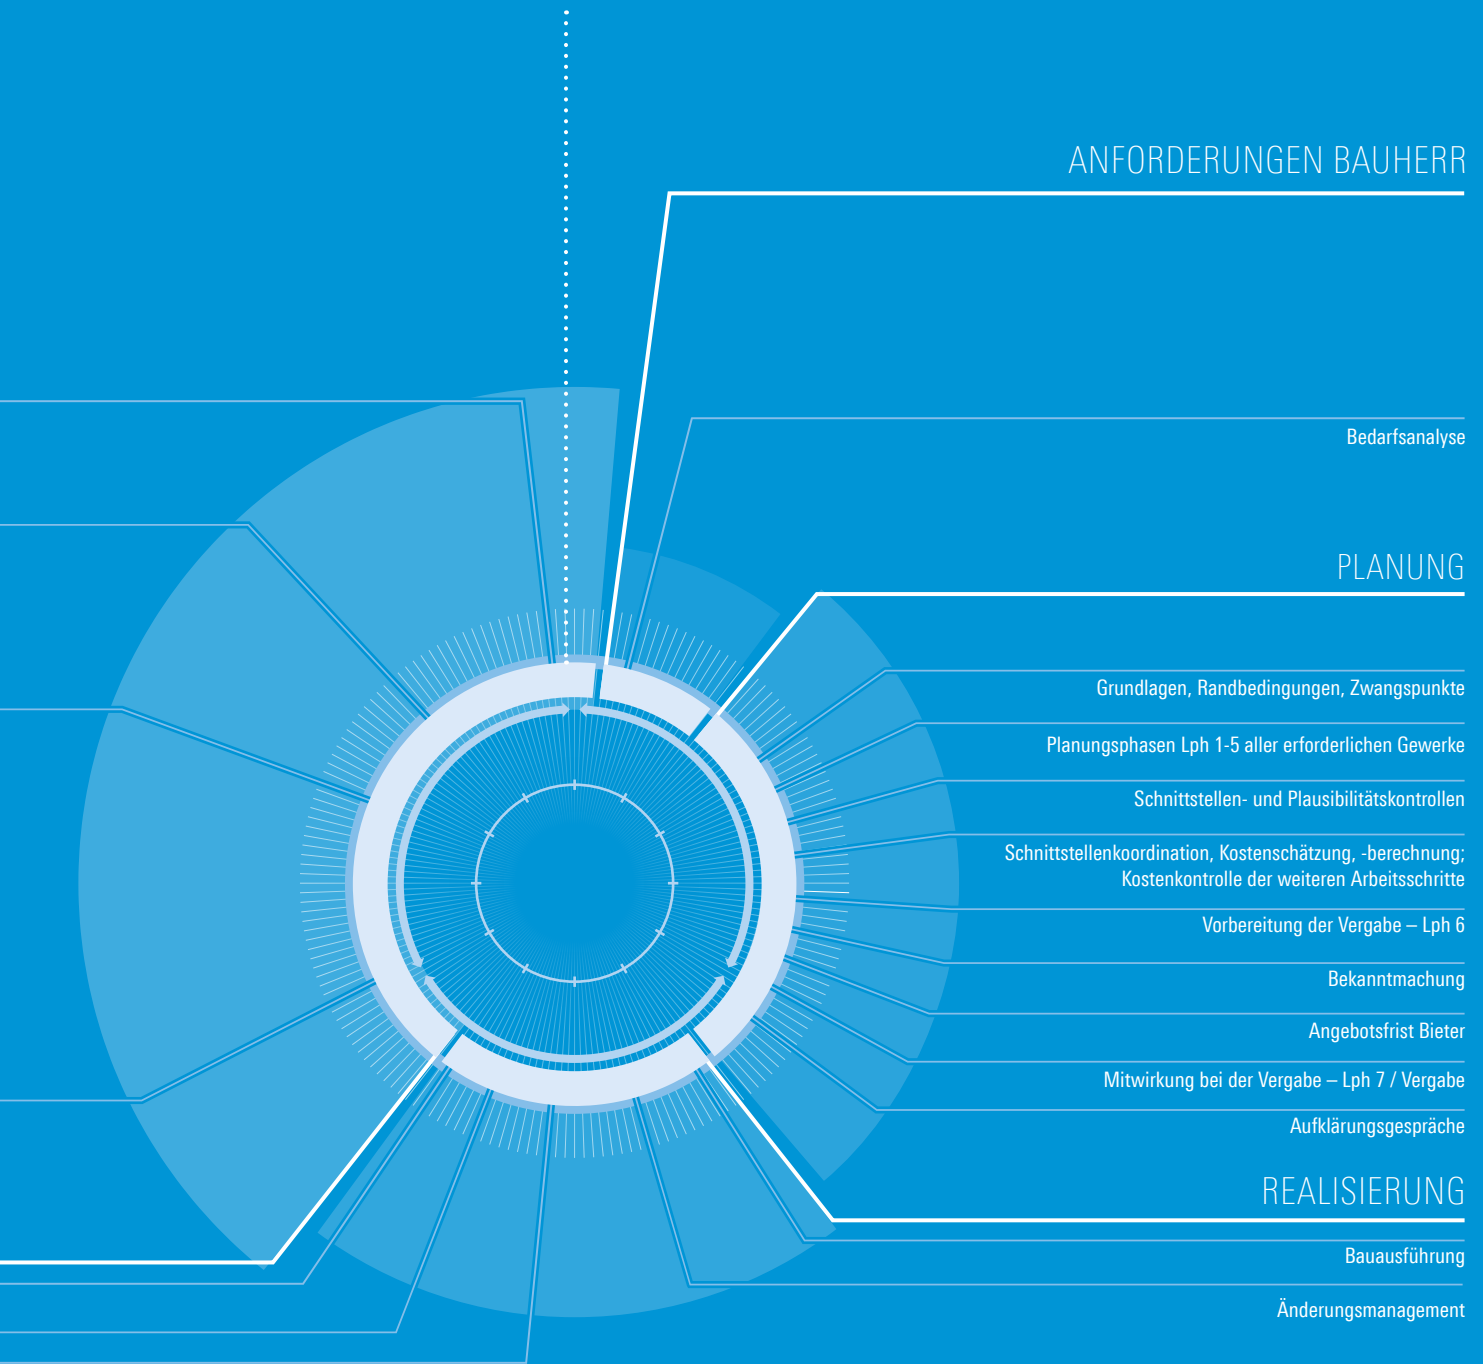 ANFORDERUNGEN BAUHERR
Bedarfsanalyse
PLANUNG
Grundlagen, Randbedingungen, Zwangspunkte
Planungsphasen Lph 1-5 aller erforderlichen Gewerke
Schnittstellen- und Plausibilitätskontrollen
Schnittstellenkoordination, Kostenschätzung, -berechnung;
Kostenkontrolle der weiteren Arbeitsschritte
Vorbereitung der Vergabe – Lph 6
Bekanntmachung
Angebotsfrist Bieter
Mitwirkung bei der Vergabe – Lph 7 / Vergabe
Aufklärungsgespräche
REALISIERUNG
Bauausführung
Änderungsmanagement